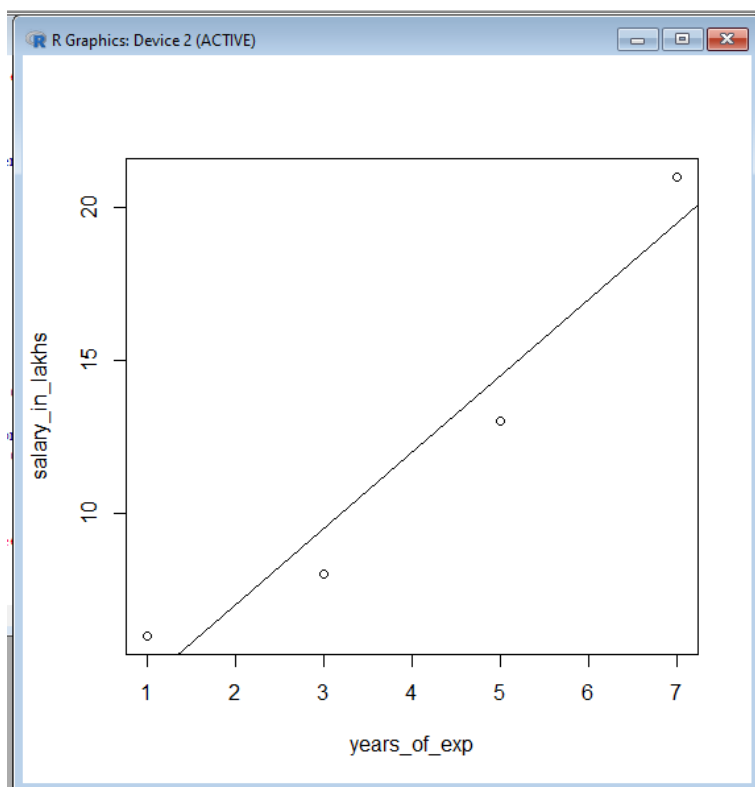 R Graphics: Device 2 (ACTIVE)
20
15
10
salary_in_lakhs
1 2 3 4 5 6 7
years_of_exp